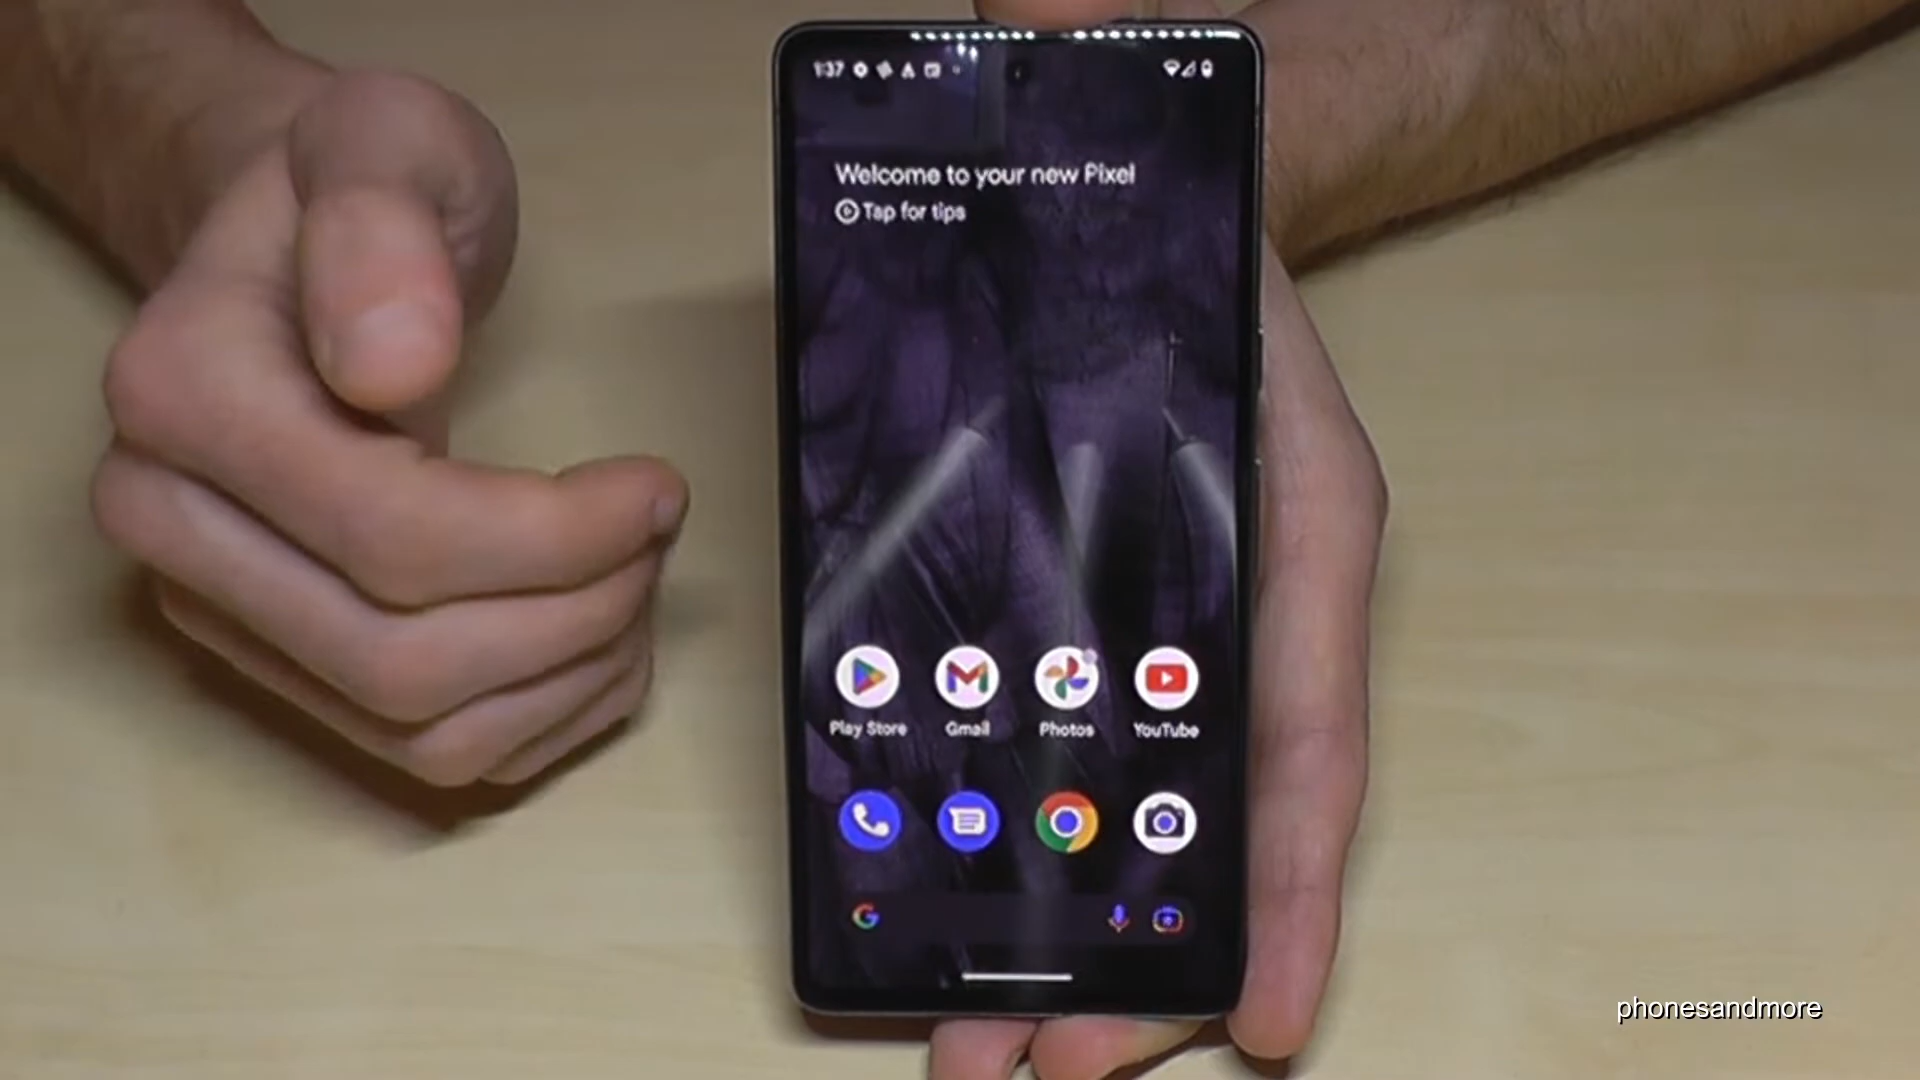 1:37
Welcome to your new Pixel
Tap for tips
Play Store
Gmail
Photos
YouTube
phonesandmore